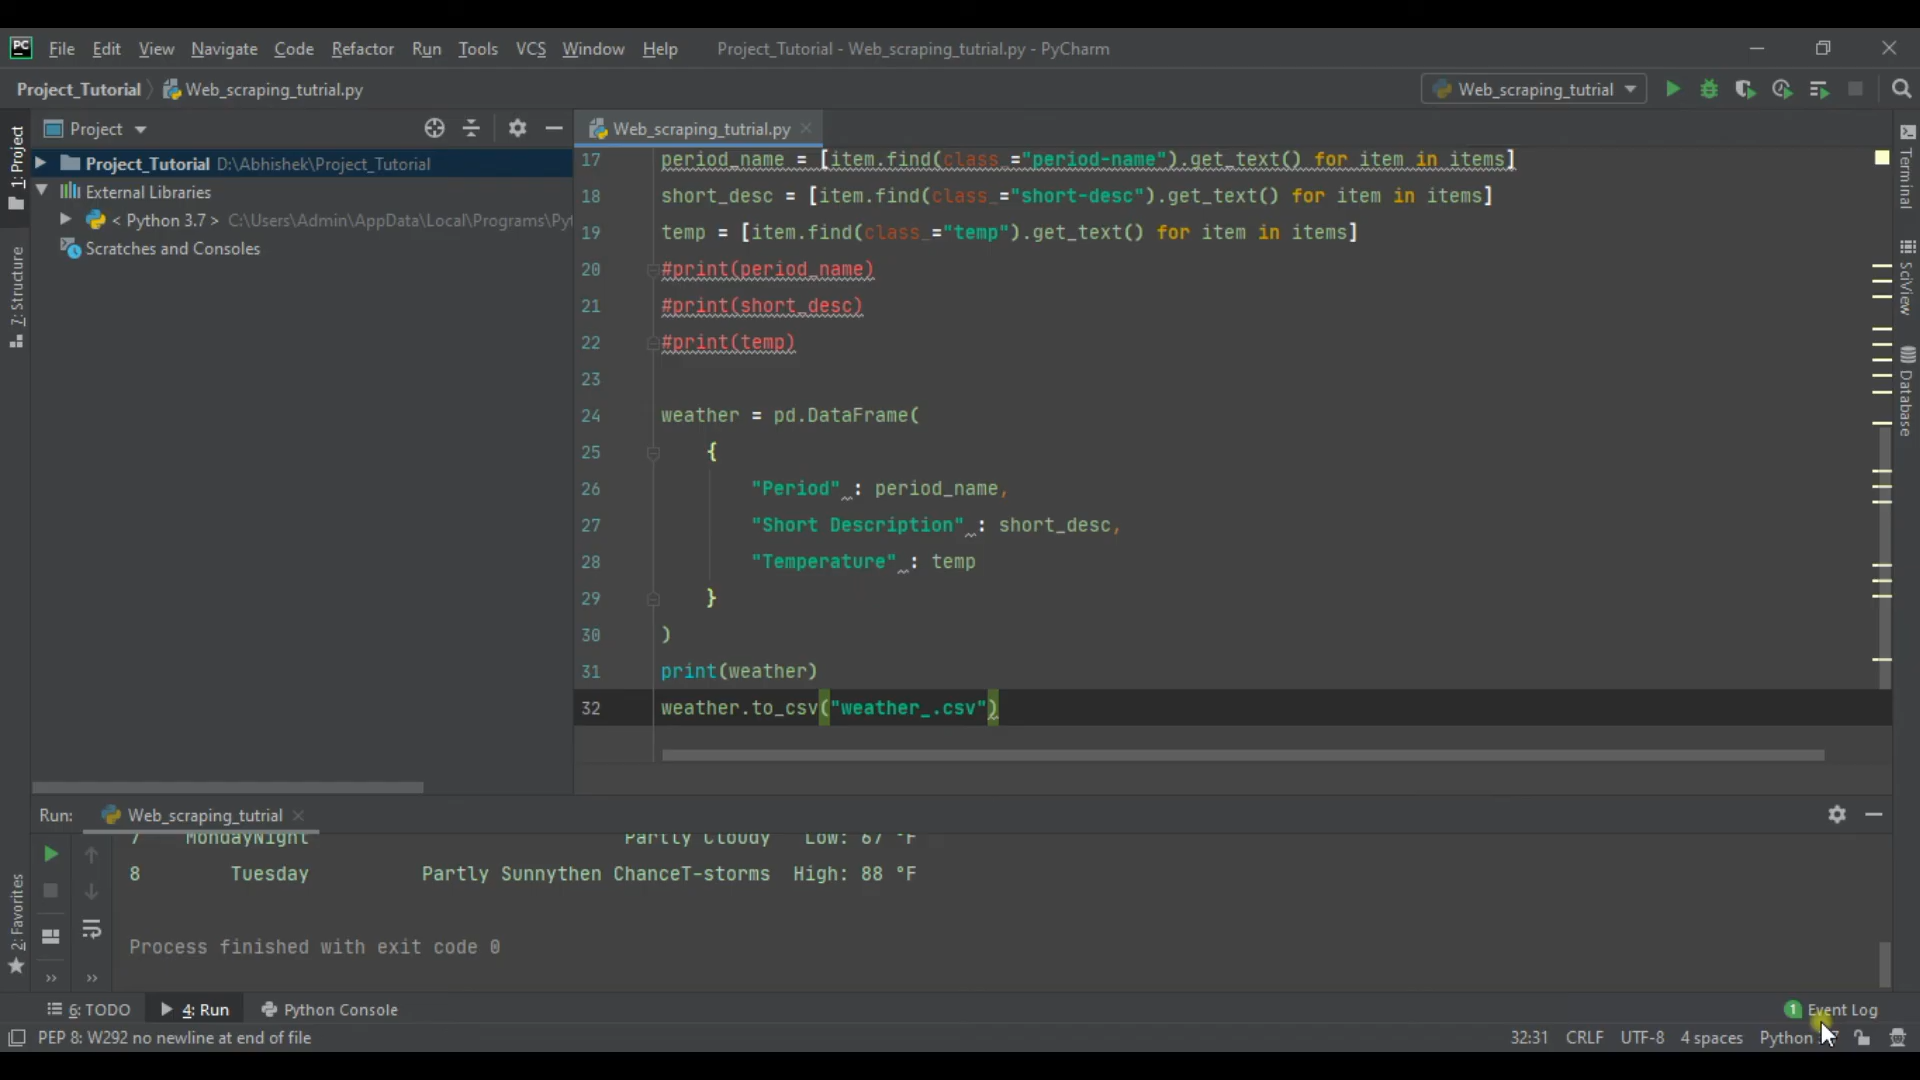 PC File Edit View Navigate Code Refactor Run Tools VCS Window Help Project_Tutorial - Web_scraping_tutrial.py - PyCharm
Project_Tutorial Web_scraping_tutrial.py Web_scraping_tutrial
Project Web_scraping_tutrial.py
1: Project
7: Structure
2: Favorites
Project_Tutorial D:\Abhishek\Project_Tutorial
External Libraries
< Python 3.7 > C:\Users\Admin\AppData\Local\Programs\Pyt
Scratches and Consoles
17 period_name = [item.find(class_="period-name").get_text() for item in items]
18 short_desc = [item.find(class_="short-desc").get_text() for item in items]
19 temp = [item.find(class_="temp").get_text() for item in items]
20 #print(period_name)
21 #print(short_desc)
22 #print(temp)
23
24 weather = pd.DataFrame(
25 {
26 "Period" : period_name,
27 "Short Description" : short_desc,
28 "Temperature" : temp
29 }
30 )
31 print(weather)
32 weather.to_csv("weather_.csv")
Terminal
SciView
Database
Run: Web_scraping_tutrial
7 MondayNight Partly Cloudy Low: 67 °F
8 Tuesday Partly Sunnythen ChanceT-storms High: 88 °F
Process finished with exit code 0
6: TODO 4: Run Python Console 1 Event Log
PEP 8: W292 no newline at end of file 32:31 CRLF UTF-8 4 spaces Python